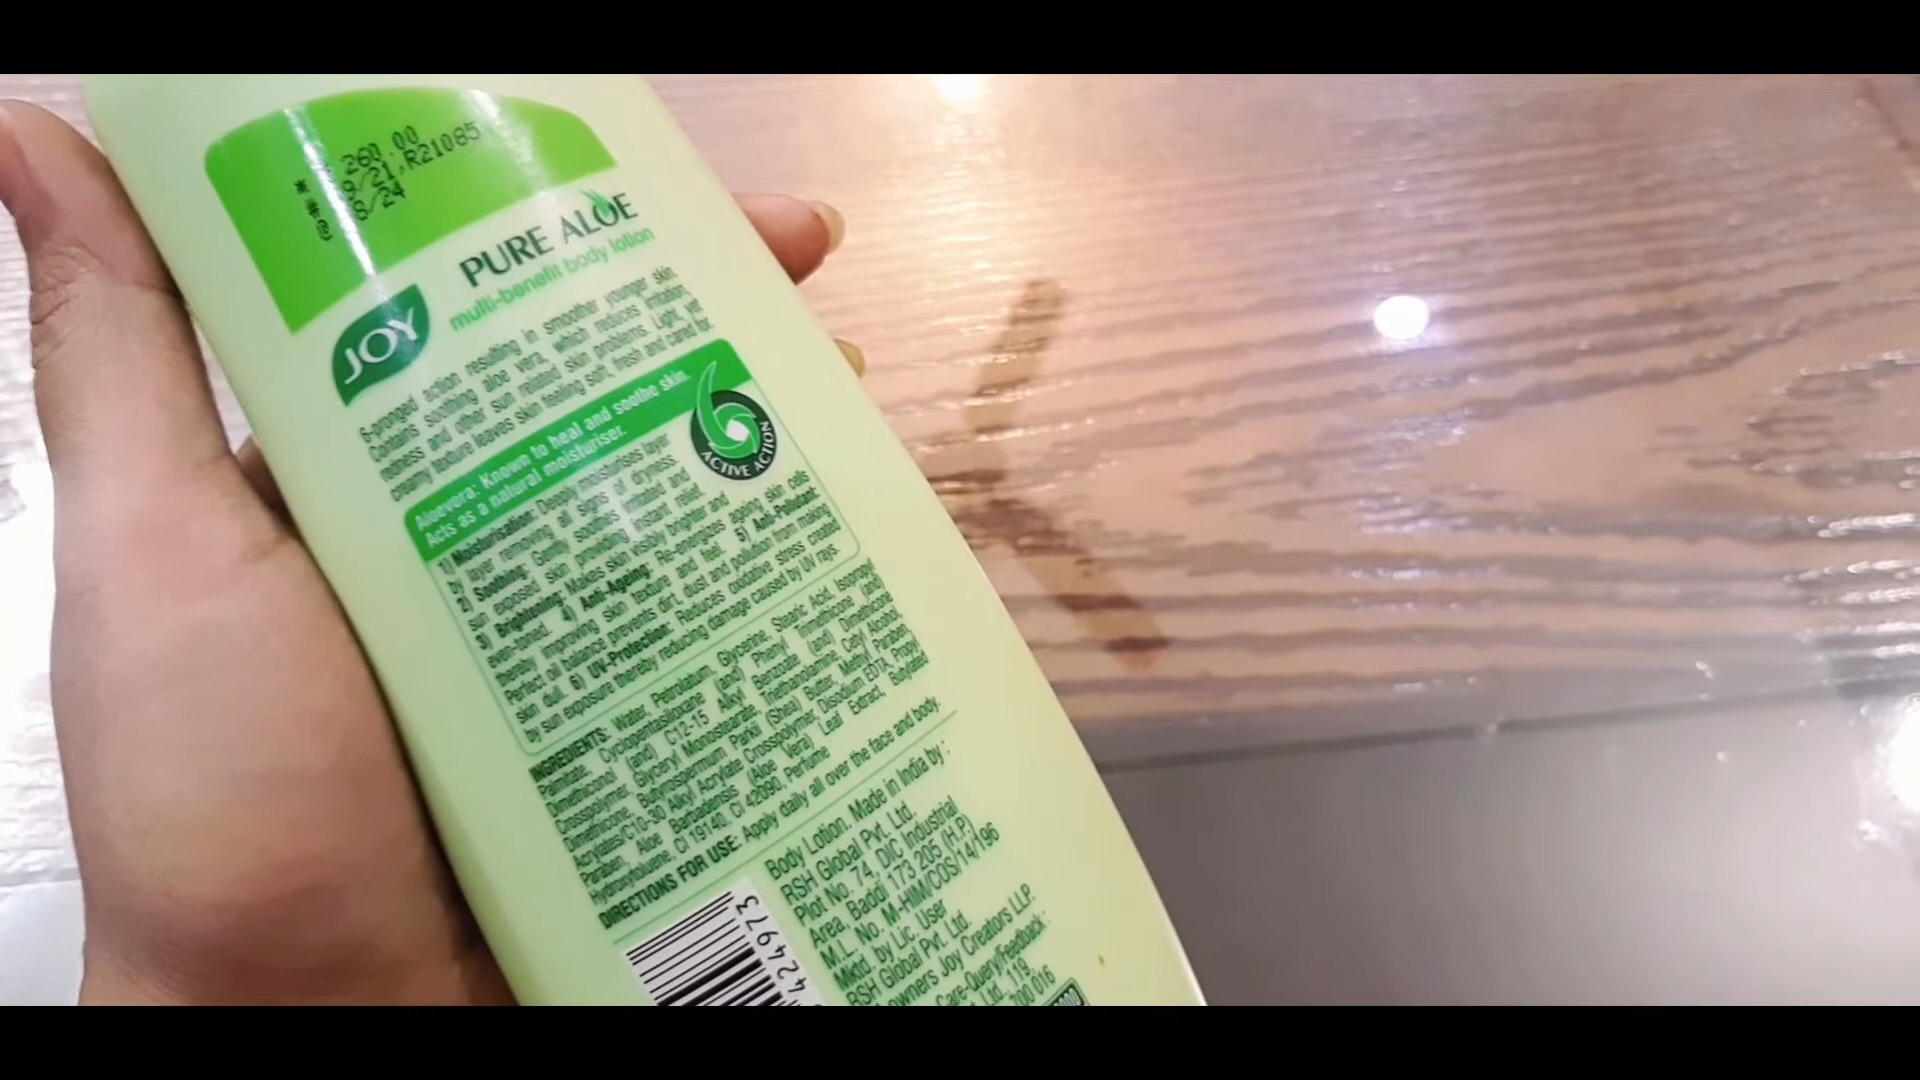 * 260.00
# 9/21,R21085
@ 8/24
JOY
PURE ALOE
multi-benefit body lotion
6-pronged action resulting in smoother younger skin.
Contains soothing aloe vera, which reduces irritation,
redness and other sun related skin problems. Light, yet
creamy texture leaves skin feeling soft, fresh and cared for.
Aloevera: Known to heal and soothe skin.
Acts as a natural moisturiser.
6 ACTIVE ACTION
1) Moisturisation: Deeply moisturises layer
by layer removing all signs of dryness
2) Soothing: Gently soothes irritated and
sun exposed skin providing instant relief.
3) Brightening: Makes skin visibly brighter and
even-toned. 4) Anti-Ageing: Re-energizes ageing skin cells
thereby improving skin texture and feel. 5) Anti-Pollutant:
Perfect oil balance prevents dirt, dust and pollution from making
skin dull. 6) UV-Protection: Reduces oxidative stress created
by sun exposure thereby reducing damage caused by UV rays.
INGREDIENTS: Water, Petrolatum, Glycerine, Stearic Acid, Isopropyl
Palmitate, Cyclopentasiloxane (and) Phenyl Trimethicone (and)
Dimethiconol (and) C12-15 Alkyl Benzoate (and) Dimethicone
Crosspolymer, Glyceryl Monostearate, Triethanolamine, Cetyl Alcohol,
Dimethicone, Butyrospermum Parkii (Shea) Butter, Methyl Paraben,
Acrylates/C10-30 Alkyl Acrylate Crosspolymer, Disodium EDTA, Propyl
Paraben, Aloe Barbadensis (Aloe Vera) Leaf Extract, Butylated
Hydroxytoluene, CI 19140, CI 42090, Perfume
DIRECTIONS FOR USE: Apply daily all over the face and body.
Body Lotion. Made in India by:
RSH Global Pvt. Ltd.
Plot No. 74, DIC Industrial
Area, Baddi 173 205 (H.P.)
M.L. No. M-HIM/COS/14/196
Mktd. by Lic. User
RSH Global Pvt. Ltd.
owners Joy Creators LLP.
Care-Query/Feedback:
Ltd., 119,
700 016
424973